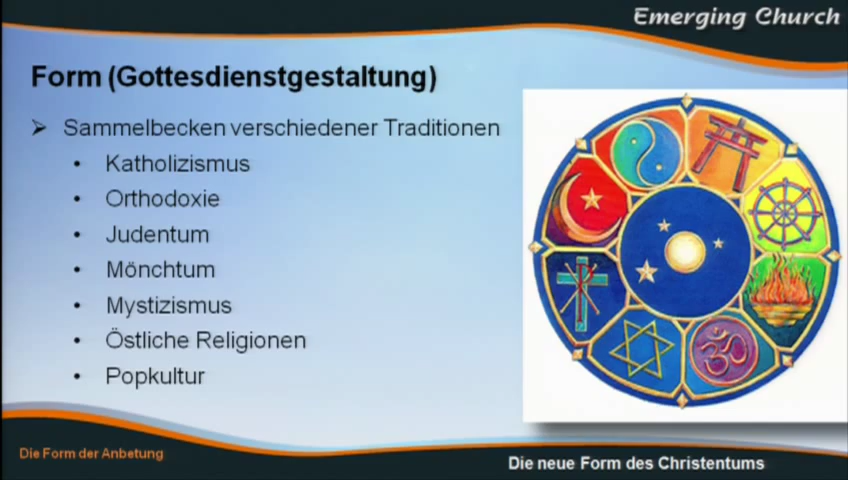 Emerging Church
Form (Gottesdienstgestaltung)
Sammelbecken verschiedener Traditionen
Katholizismus
Orthodoxie
Judentum
Mönchtum
Mystizismus
Östliche Religionen
Popkultur
Die Form der Anbetung
Die neue Form des Christentums